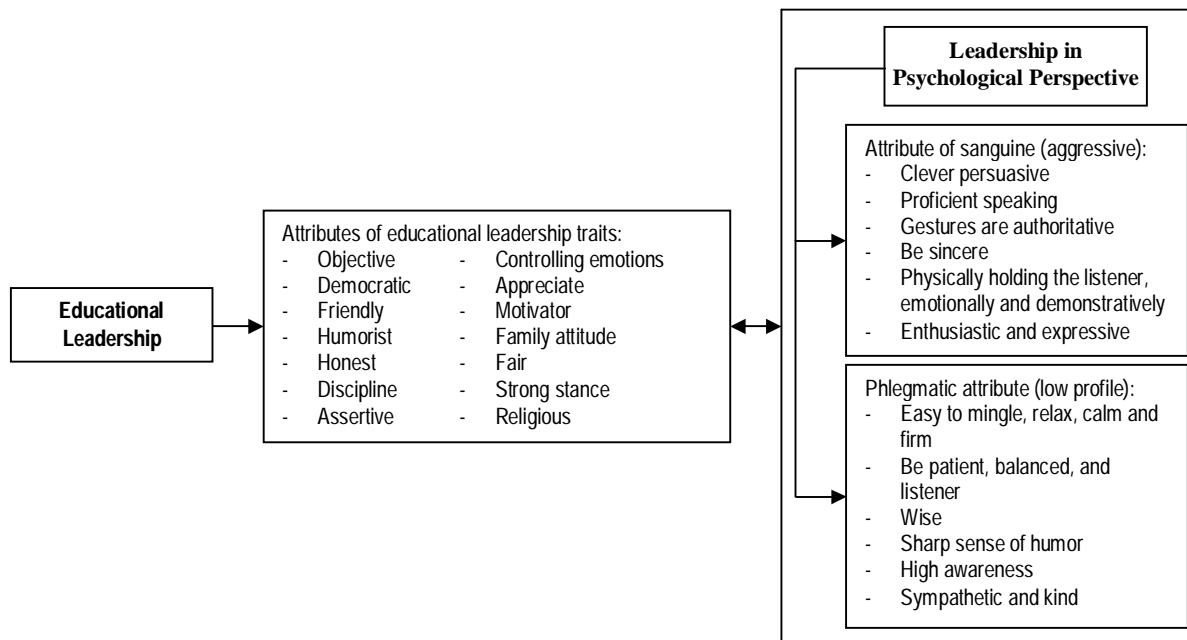 Educational
Leadership
Attributes of educational leadership traits:
- Objective
- Democratic
- Friendly
- Humorist
- Honest
- Discipline
- Assertive
- Controlling emotions
- Appreciate
- Motivator
- Family attitude
- Fair
- Strong stance
- Religious
Leadership in
Psychological Perspective
Attribute of sanguine (aggressive):
- Clever persuasive
- Proficient speaking
- Gestures are authoritative
- Be sincere
- Physically holding the listener,
emotionally and demonstratively
- Enthusiastic and expressive
Phlegmatic attribute (low profile):
- Easy to mingle, relax, calm and
firm
- Be patient, balanced, and
listener
- Wise
- Sharp sense of humor
- High awareness
- Sympathetic and kind